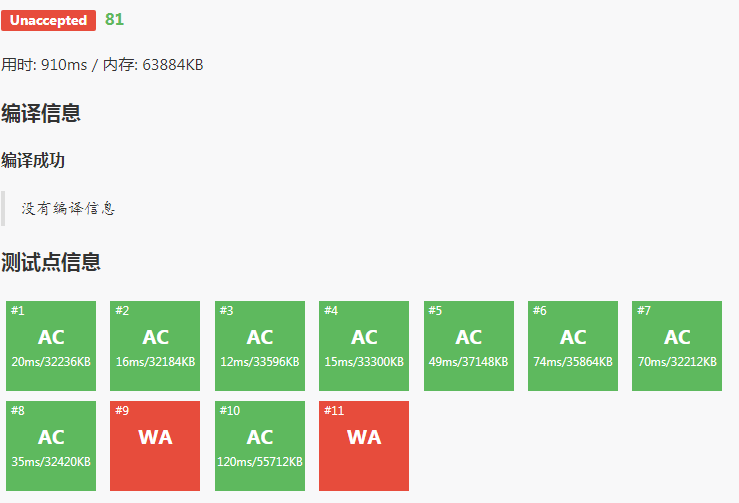 Unaccepted 81
用时: 910ms / 内存: 63884KB
编译信息
编译成功
没有编译信息
测试点信息
#1 #2 #3 #4 #5 #6 #7
AC AC AC AC AC AC AC
20ms/32236KB 16ms/32184KB 12ms/33596KB 15ms/33300KB 49ms/37148KB 74ms/35864KB 70ms/32212KB
#8 #9 #10 #11
AC WA AC WA
35ms/32420KB 120ms/55712KB